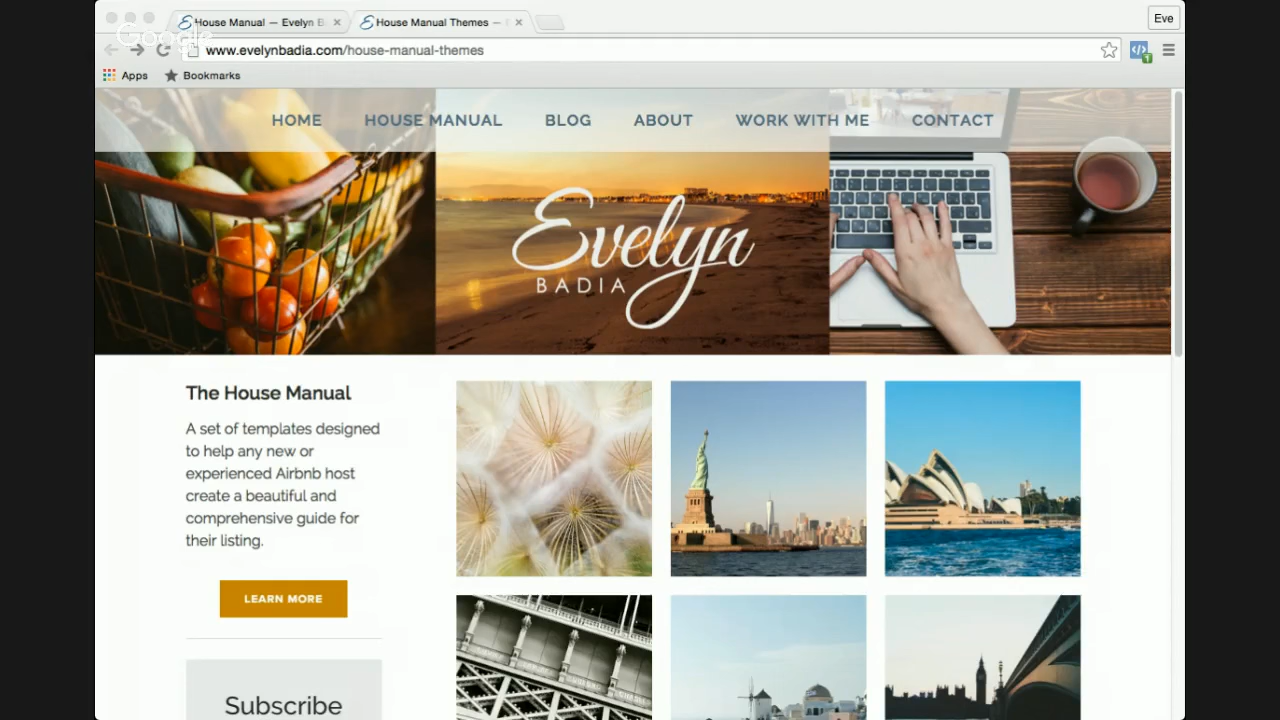 House Manual — Evelyn B
House Manual Themes —
Eve
Google
www.evelynbadia.com/house-manual-themes
Apps
Bookmarks
HOME
HOUSE MANUAL
BLOG
ABOUT
WORK WITH ME
CONTACT
Evelyn
BADIA
The House Manual
A set of templates designed
to help any new or
experienced Airbnb host
create a beautiful and
comprehensive guide for
their listing.
LEARN MORE
Subscribe